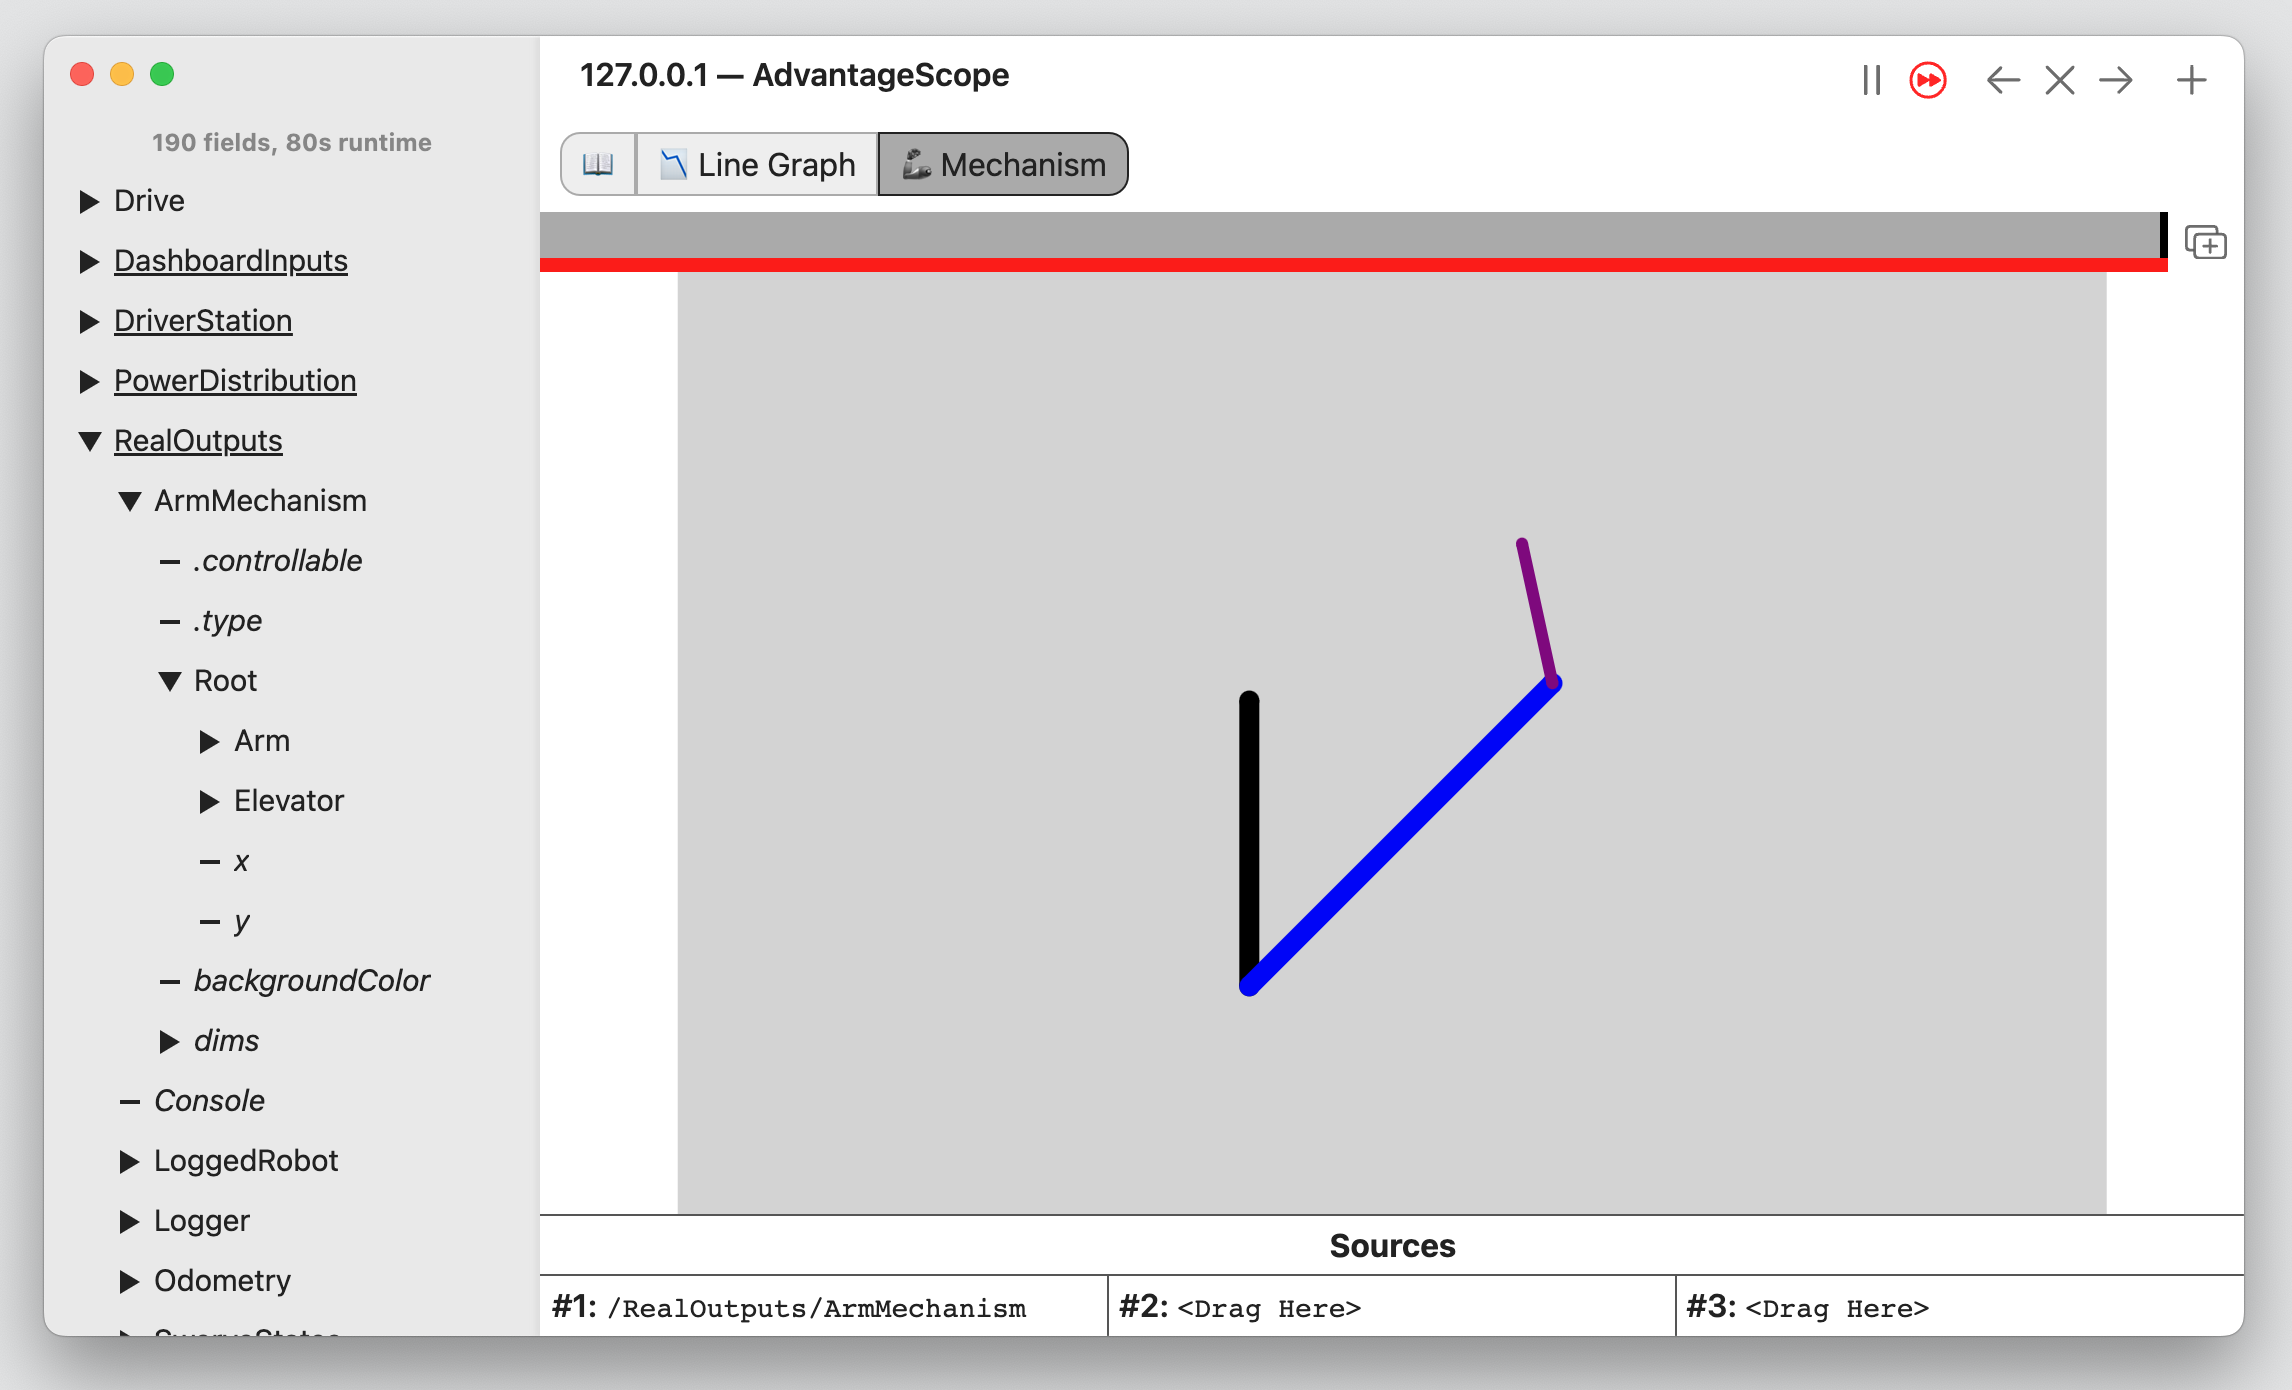 127.0.0.1 — AdvantageScope
190 fields, 80s runtime
Line Graph
Mechanism
Drive
DashboardInputs
DriverStation
PowerDistribution
RealOutputs
ArmMechanism
.controllable
.type
Root
Arm
Elevator
x
y
backgroundColor
dims
Console
LoggedRobot
Logger
Odometry
Sources
#1: /RealOutputs/ArmMechanism
#2: <Drag Here>
#3: <Drag Here>